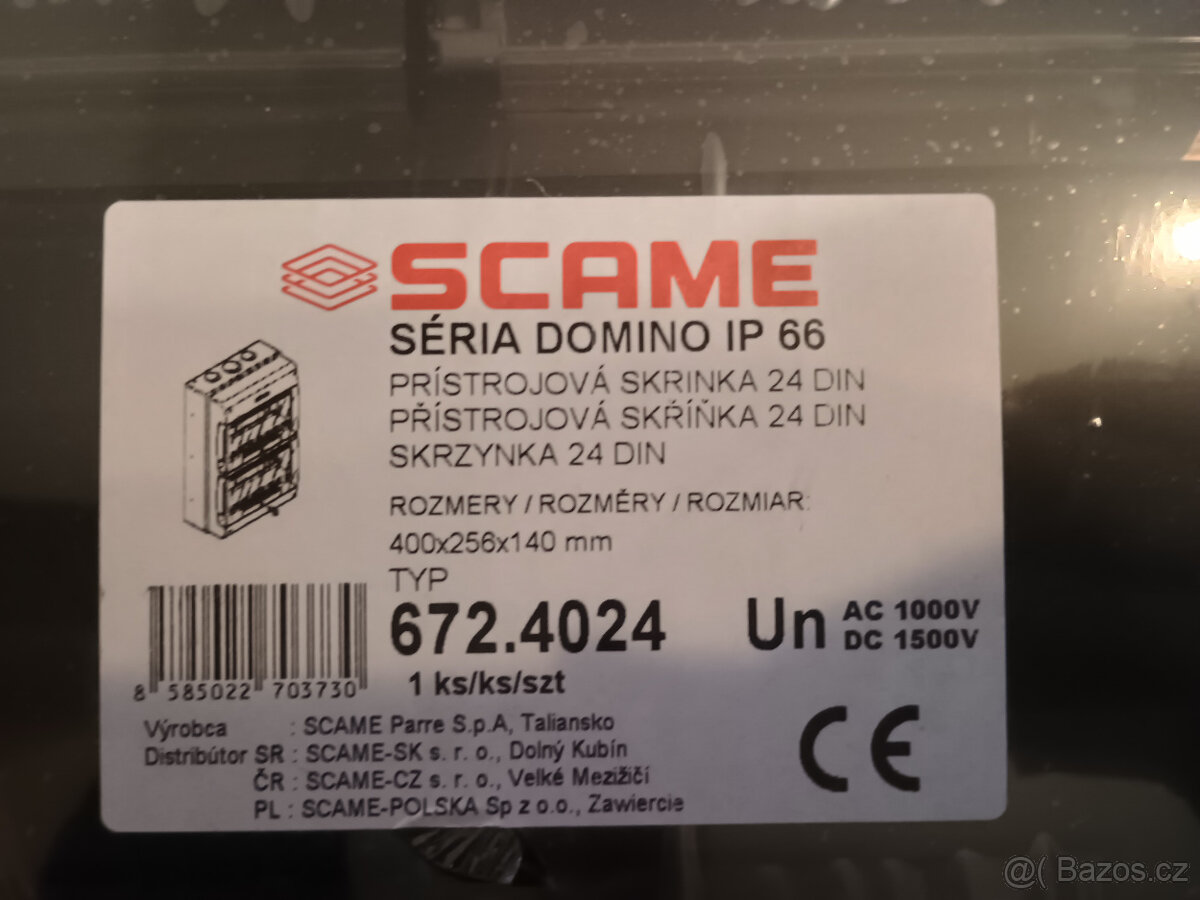 SCAME
SÉRIA DOMINO IP 66
PRÍSTROJOVÁ SKRINKA 24 DIN
PŘÍSTROJOVÁ SKŘÍŇKA 24 DIN
SKRZYNKA 24 DIN
ROZMERY / ROZMĚRY / ROZMIAR:
400x256x140 mm
TYP
672.4024
Un AC 1000V
DC 1500V
1 ks/ks/szt
8 585022 703730
Výrobca : SCAME Parre S.p.A, Taliansko
Distribútor SR : SCAME-SK s. r. o., Dolný Kubín
ČR : SCAME-CZ s. r. o., Velké Mezižičí
PL : SCAME-POLSKA Sp z o.o., Zawiercie
CE
@( Bazos.cz